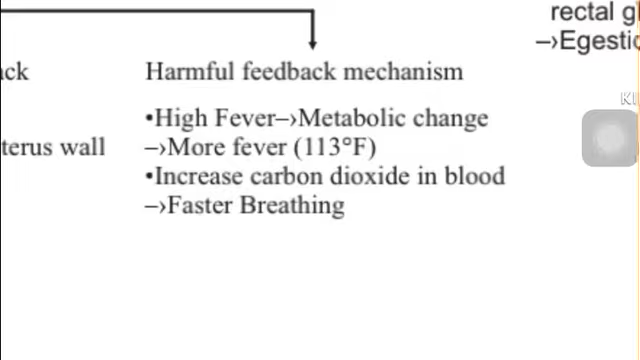 rectal gl
–›Egestio
ack
Harmful feedback mechanism
•High Fever–›Metabolic change
terus wall
–›More fever (113°F)
•Increase carbon dioxide in blood
–›Faster Breathing